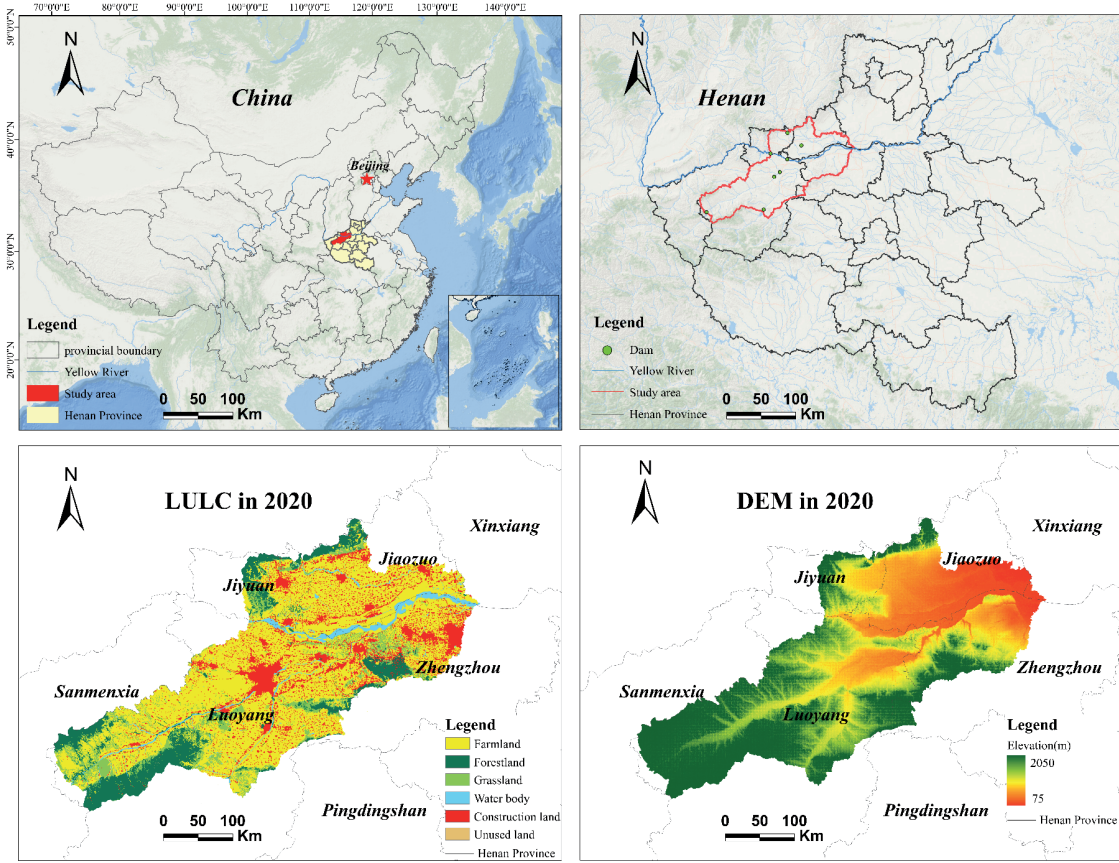 70°0'0"E 80°0'0"E 90°0'0"E 100°0'0"E 110°0'0"E 120°0'0"E 130°0'0"E 140°0'0"E
50°0'0"N
40°0'0"N
30°0'0"N
20°0'0"N
N
China
Beijing
Legend
provincial boundary
Yellow River
Study area
Henan Province
0 50 100
Km
N
Henan
Legend
Dam
Yellow River
Study area
Henan Province
0 50 100
Km
N
LULC in 2020
Xinxiang
Jiaozuo
Jiyuan
Zhengzhou
Sanmenxia
Luoyang
Pingdingshan
Legend
Farmland
Forestland
Grassland
Water body
Construction land
Unused land
Henan Province
0 50 100
Km
N
DEM in 2020
Xinxiang
Jiaozuo
Jiyuan
Zhengzhou
Sanmenxia
Luoyang
Pingdingshan
Legend
Elevation(m)
2050
75
Henan Province
0 50 100
Km